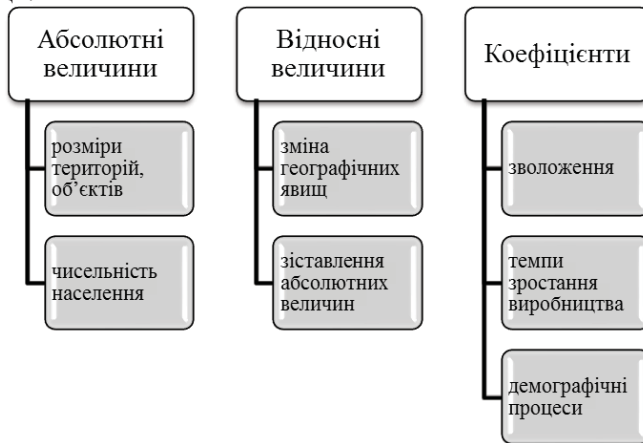 Абсолютні
величини
розміри
територій,
об’єктів
чисельність
населення
Відносні
величини
зміна
географічних
явищ
зіставлення
абсолютних
величин
Коефіцієнти
зволоження
темпи
зростання
виробництва
демографічні
процеси